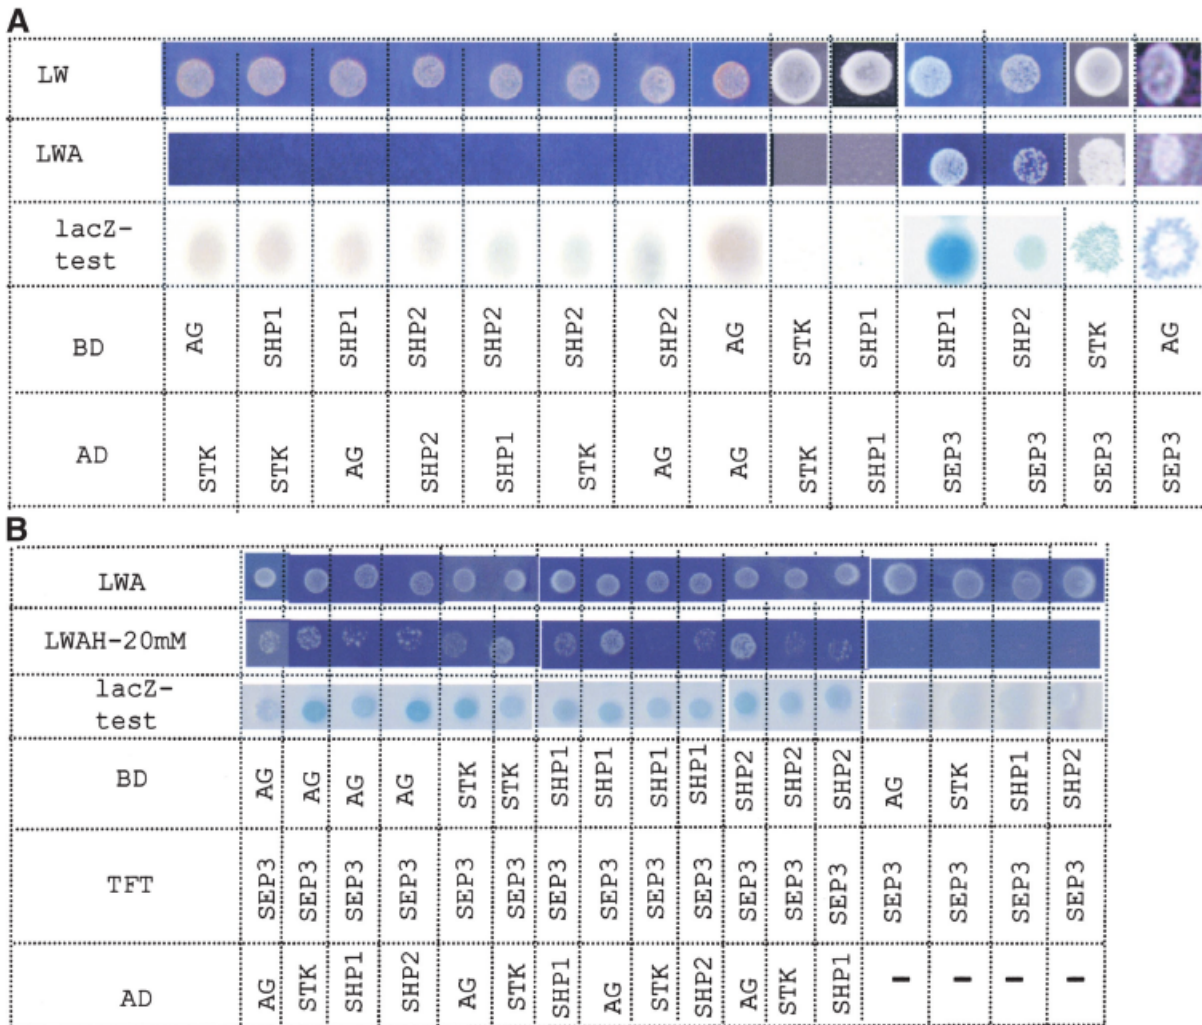 A
LW
LWA
lacZ-
test
BD AG SHP1 SHP1 SHP2 SHP2 SHP2 SHP2 AG STK SHP1 SHP1 SHP2 STK AG
AD STK STK AG SHP2 SHP1 STK AG AG STK SHP1 SEP3 SEP3 SEP3 SEP3
B
LWA
LWAH-20mM
lacZ-
test
BD AG AG AG AG STK STK SHP1 SHP1 SHP1 SHP1 SHP2 SHP2 SHP2 AG STK SHP1 SHP2
TFT SEP3 SEP3 SEP3 SEP3 SEP3 SEP3 SEP3 SEP3 SEP3 SEP3 SEP3 SEP3 SEP3 SEP3 SEP3 SEP3 SEP3
AD AG STK SHP1 SHP2 AG STK SHP1 AG STK SHP2 AG STK SHP1 - - - -